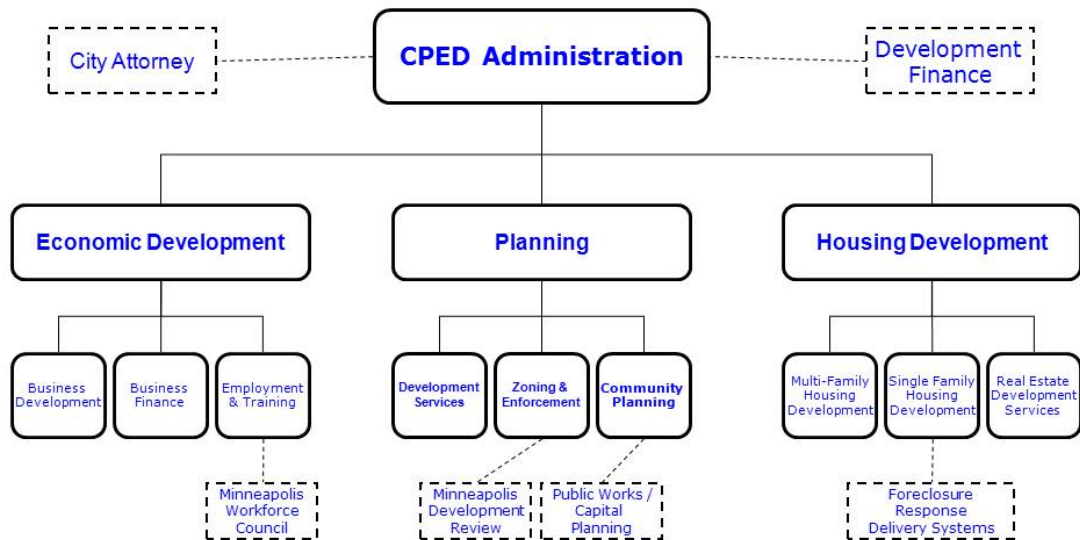 City Attorney
CPED Administration
Development
Finance
Economic Development
Planning
Housing Development
Business
Development
Business
Finance
Employment
& Training
Development
Services
Zoning &
Enforcement
Community
Planning
Multi-Family
Housing
Development
Single Family
Housing
Development
Real Estate
Development
Services
Minneapolis
Workforce
Council
Minneapolis
Development
Review
Public Works /
Capital
Planning
Foreclosure
Response
Delivery Systems